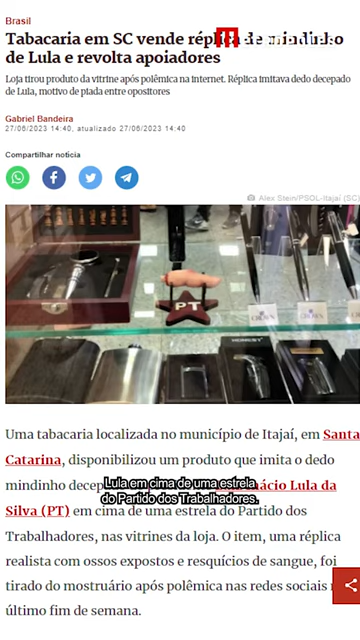 Brasil
Tabacaria em SC vende réplica de mindinho
de Lula e revolta apoiadores
Loja tirou produto da vitrine após polêmica na internet. Réplica imitava dedo decepado
de Lula, motivo de piada entre opositores
Gabriel Bandeira
27/06/2023 14:40, atualizado 27/06/2023 14:40
Compartilhar notícia
Alex Stein/PSOL-Itajaí (SC)
PT
CROWN
CROWN
Uma tabacaria localizada no município de Itajaí, em Santa
Catarina, disponibilizou um produto que imita o dedo
mindinho
Lula em cima de uma estrela
do Partido dos Trabalhadores.
Lula da
Silva (PT) em cima de uma estrela do Partido dos
Trabalhadores, nas vitrines da loja. O item, uma réplica
realista com ossos expostos e resquícios de sangue, foi
tirado do mostruário após polêmica nas redes sociais
último fim de semana.